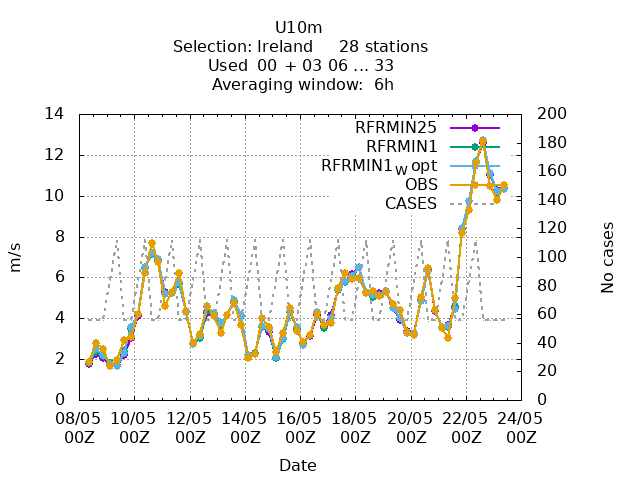 U10m
Selection: Ireland 28 stations
Used 00 + 03 06 ... 33
Averaging window: 6h
14 200
RFRMIN25
180
RFRMIN1
12 160
RFRMIN1w opt
OBS
10 140
CASES
120
8 100
m/s No cases
6 80
4 60
40
2 20
0 0
08/05 10/05 12/05 14/05 16/05 18/05 20/05 22/05 24/05
00Z 00Z 00Z 00Z 00Z 00Z 00Z 00Z 00Z
Date